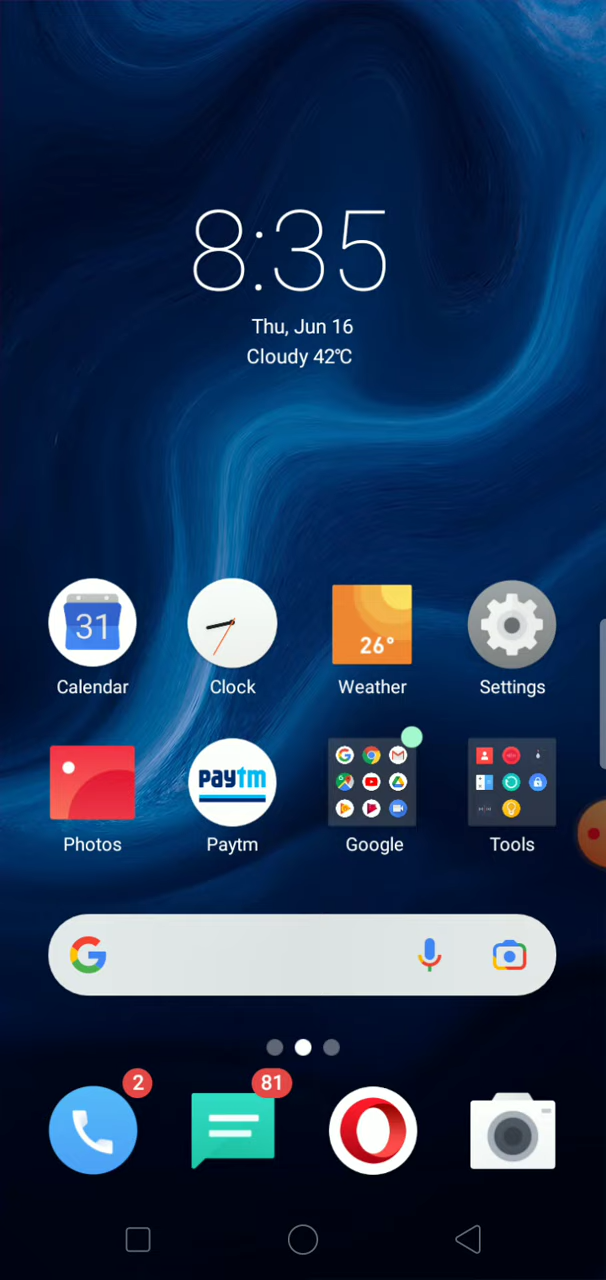 8:35
Thu, Jun 16
Cloudy 42°C
31
26°
Calendar
Clock
Weather
Settings
paytm
Photos
Paytm
Google
Tools
G
2
81